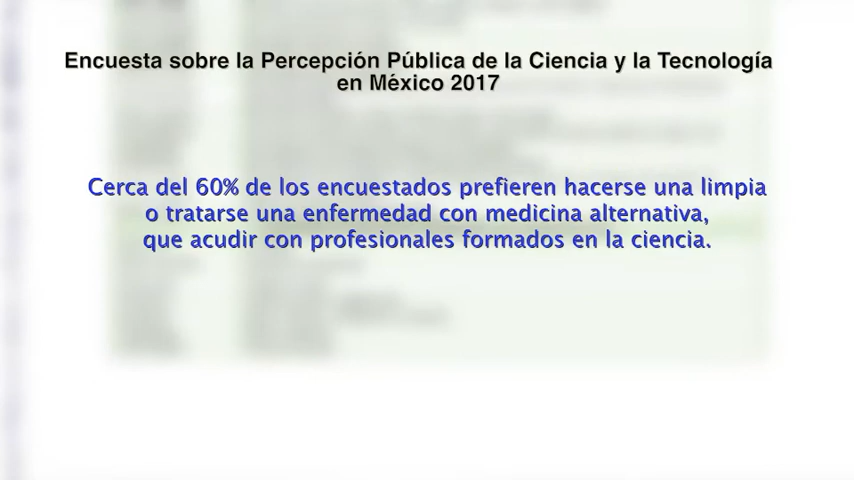 Encuesta sobre la Percepción Pública de la Ciencia y la Tecnología
en México 2017
Cerca del 60% de los encuestados prefieren hacerse una limpia
o tratarse una enfermedad con medicina alternativa,
que acudir con profesionales formados en la ciencia.